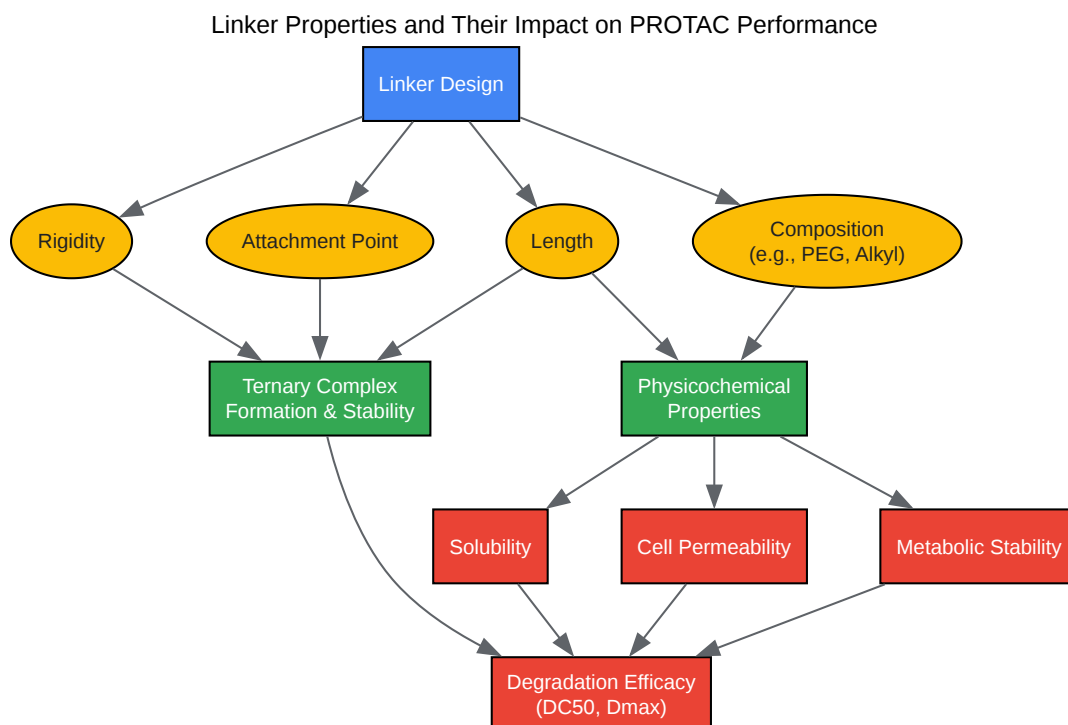 Linker Properties and Their Impact on PROTAC Performance
Linker Design
Rigidity
Attachment Point
Length
Composition
(e.g., PEG, Alkyl)
Ternary Complex
Formation & Stability
Physicochemical
Properties
Solubility
Cell Permeability
Metabolic Stability
Degradation Efficacy
(DC50, Dmax)